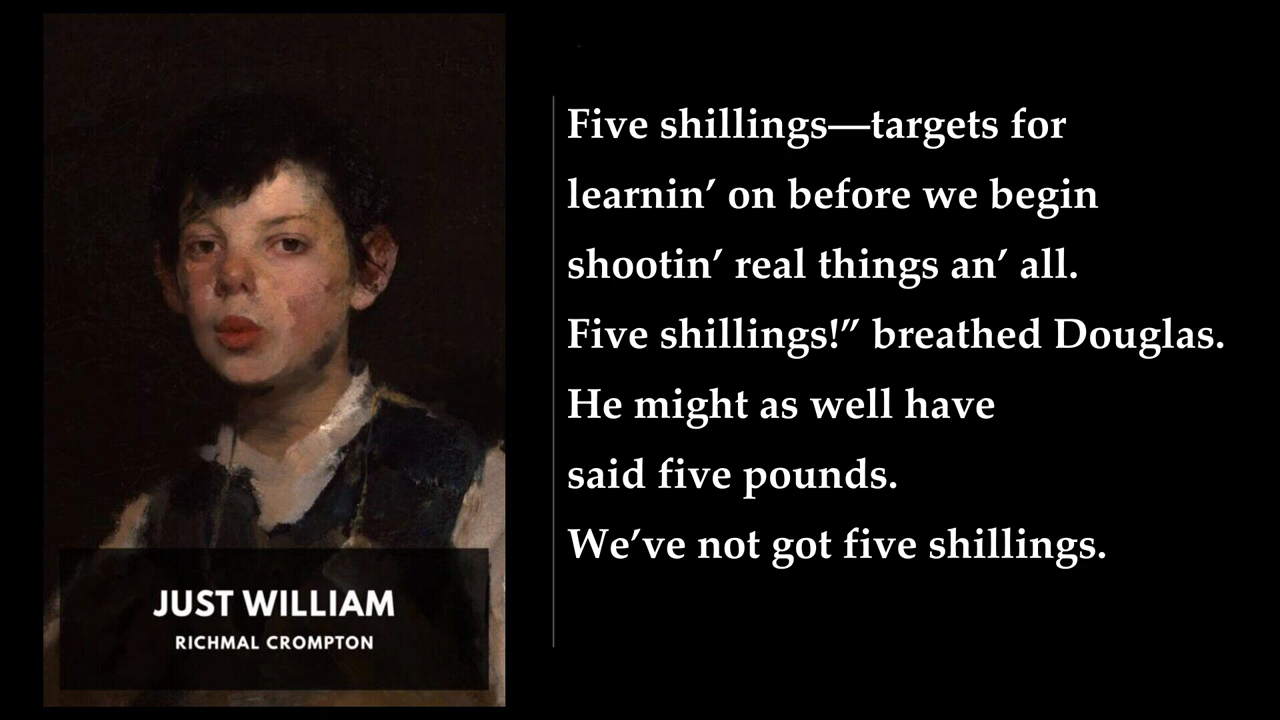 JUST WILLIAM
RICHMAL CROMPTON
Five shillings—targets for
learnin’ on before we begin
shootin’ real things an’ all.
Five shillings!” breathed Douglas.
He might as well have
said five pounds.
We’ve not got five shillings.